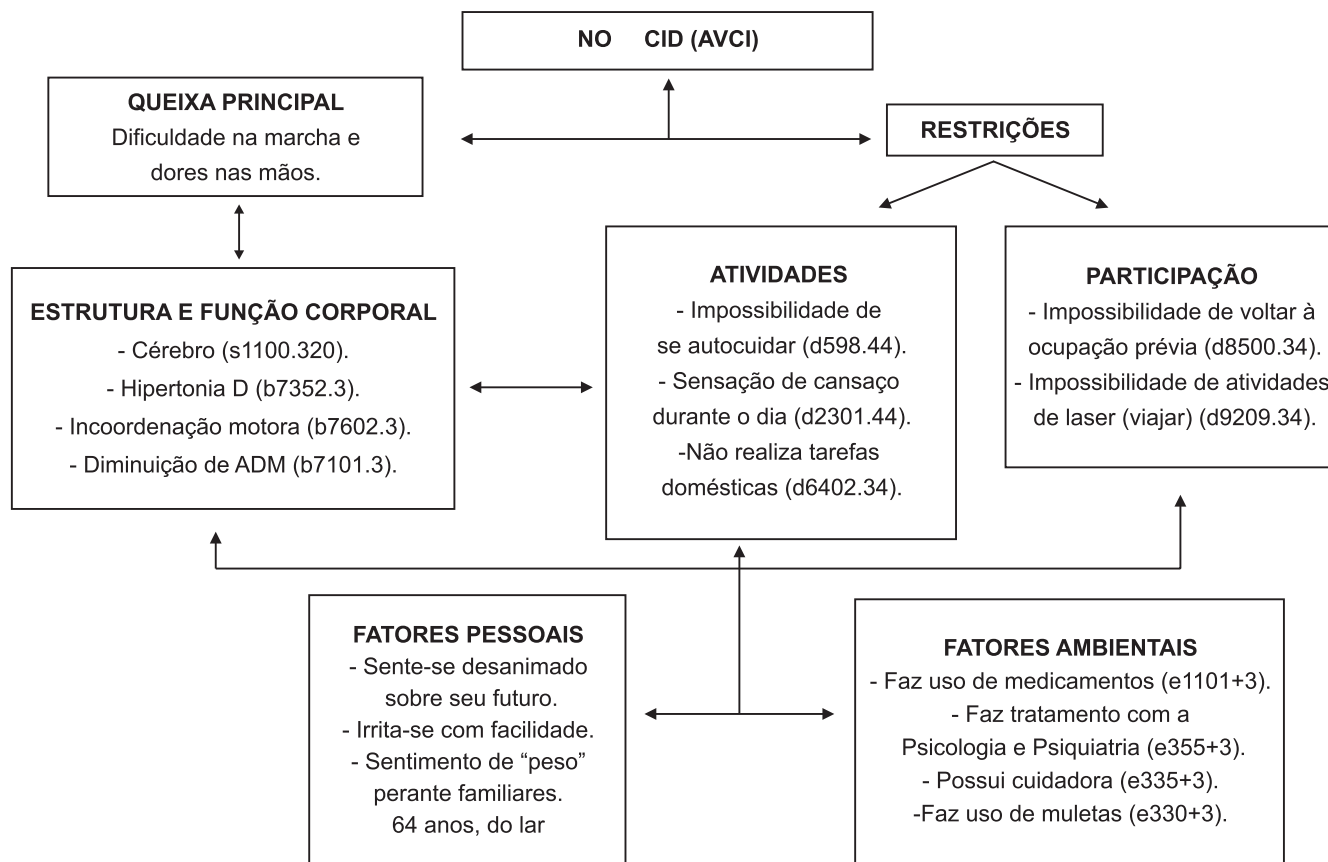 NO CID (AVCI)
QUEIXA PRINCIPAL
Dificuldade na marcha e
dores nas mãos.
RESTRIÇÕES
ESTRUTURA E FUNÇÃO CORPORAL
- Cérebro (s1100.320).
- Hipertonia D (b7352.3).
- Incoordenação motora (b7602.3).
- Diminuição de ADM (b7101.3).
ATIVIDADES
- Impossibilidade de
se autocuidar (d598.44).
- Sensação de cansaço
durante o dia (d2301.44).
-Não realiza tarefas
domésticas (d6402.34).
PARTICIPAÇÃO
- Impossibilidade de voltar à
ocupação prévia (d8500.34).
- Impossibilidade de atividades
de laser (viajar) (d9209.34).
FATORES PESSOAIS
- Sente-se desanimado
sobre seu futuro.
- Irrita-se com facilidade.
- Sentimento de “peso”
perante familiares.
64 anos, do lar
FATORES AMBIENTAIS
- Faz uso de medicamentos (e1101+3).
- Faz tratamento com a
Psicologia e Psiquiatria (e355+3).
- Possui cuidadora (e335+3).
-Faz uso de muletas (e330+3).